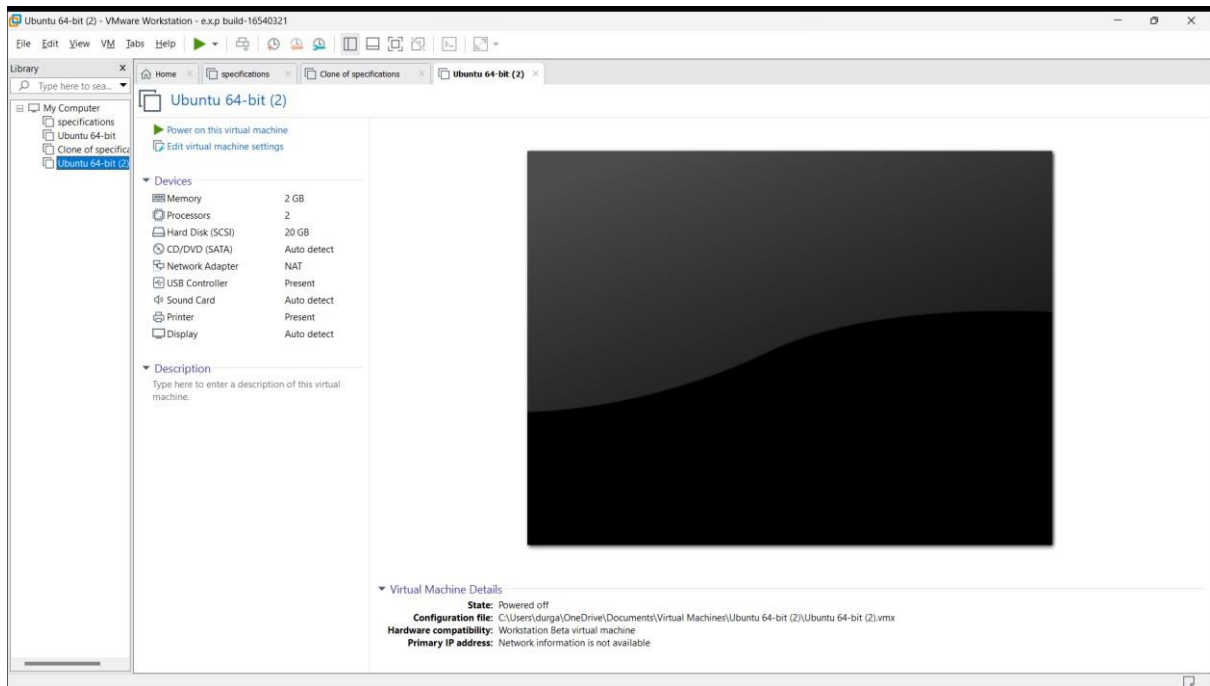 Ubuntu 64-bit (2) - VMware Workstation - e.x.p build-16540321
File Edit View VM Tabs Help
Library X
Type here to sea...
My Computer
specifications
Ubuntu 64-bit
Clone of specifica
Ubuntu 64-bit (2)
Home specifications Clone of specifications Ubuntu 64-bit (2)
Ubuntu 64-bit (2)
Power on this virtual machine
Edit virtual machine settings
Devices
Memory 2 GB
Processors 2
Hard Disk (SCSI) 20 GB
CD/DVD (SATA) Auto detect
Network Adapter NAT
USB Controller Present
Sound Card Auto detect
Printer Present
Display Auto detect
Description
Type here to enter a description of this virtual
machine.
Virtual Machine Details
State: Powered off
Configuration file: C:\Users\durga\OneDrive\Documents\Virtual Machines\Ubuntu 64-bit (2)\Ubuntu 64-bit (2).vmx
Hardware compatibility: Workstation Beta virtual machine
Primary IP address: Network information is not available